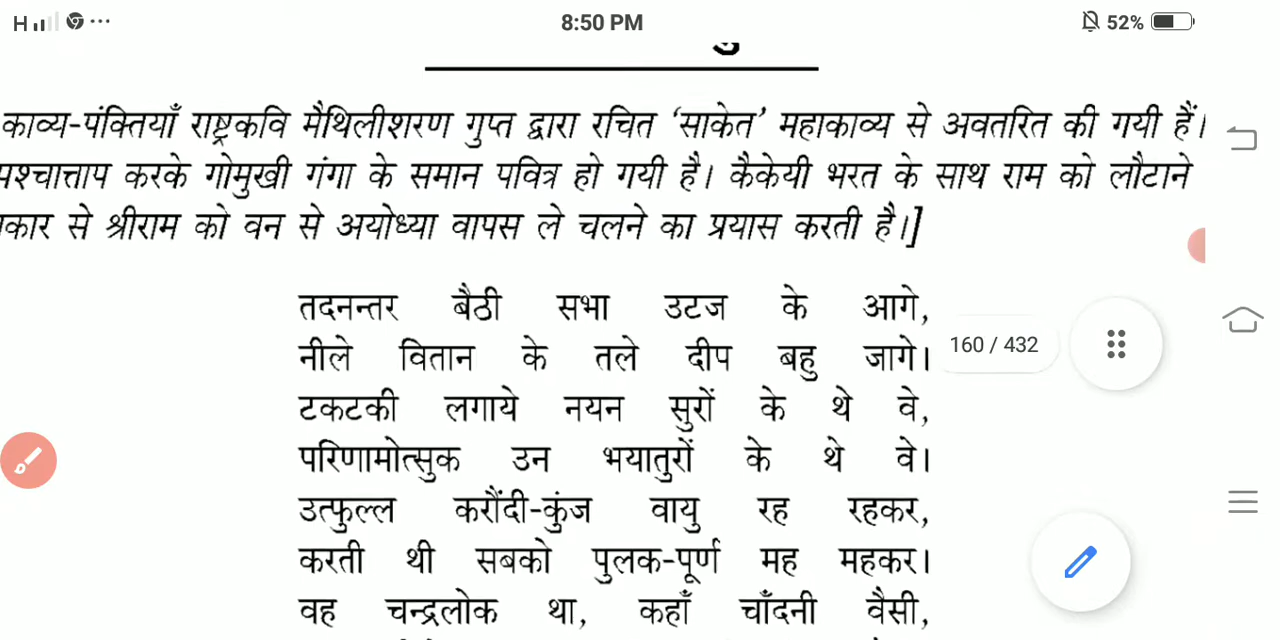 H ... 8:50 PM 52%
काव्य-पंक्तियाँ राष्ट्रकवि मैथिलीशरण गुप्त द्वारा रचित ‘साकेत’ महाकाव्य से अवतरित की गयी हैं।
पश्चात्ताप करके गोमुखी गंगा के समान पवित्र हो गयी है। कैकेयी भरत के साथ राम को लौटाने
कार से श्रीराम को वन से अयोध्या वापस ले चलने का प्रयास करती है।]
तदनन्तर बैठी सभा उटज के आगे,
नीले वितान के तले दीप बहु जागे।
160 / 432
टकटकी लगाये नयन सुरों के थे वे,
परिणामोत्सुक उन भयातुरों के थे वे।
उत्फुल्ल करौंदी-कुंज वायु रह रहकर,
करती थी सबको पुलक-पूर्ण मह महकर।
वह चन्द्रलोक था, कहाँ चाँदनी वैसी,